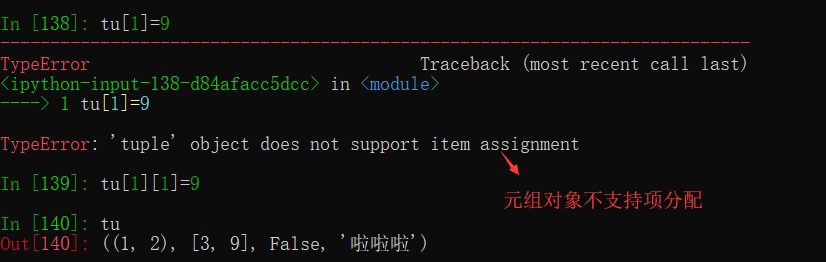 In [138]: tu[1]=9
---------------------------------------------------------------------------
TypeError                                 Traceback (most recent call last)
<ipython-input-138-d84afacc5dcc> in <module>
----> 1 tu[1]=9
TypeError: 'tuple' object does not support item assignment
In [139]: tu[1][1]=9
元组对象不支持项分配
In [140]: tu
Out[140]: ((1, 2), [3, 9], False, '啦啦啦')